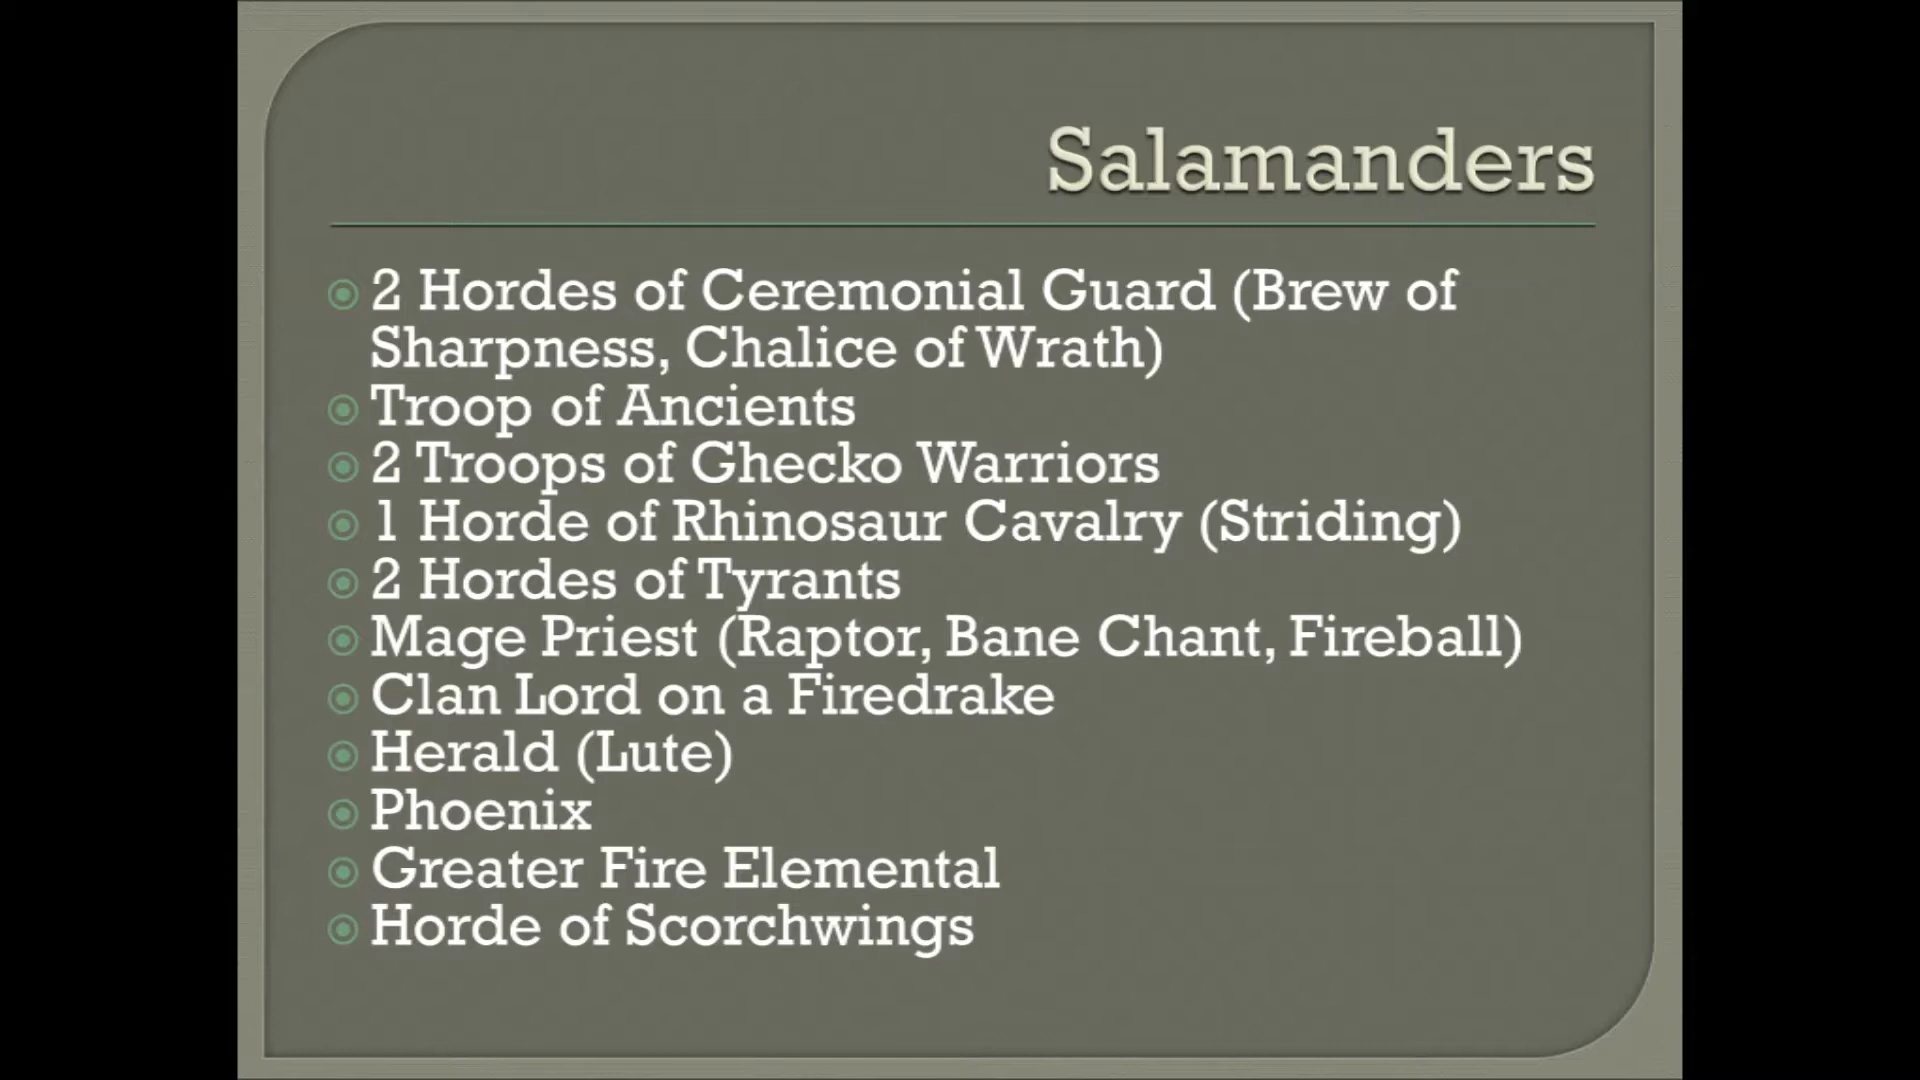 Salamanders
2 Hordes of Ceremonial Guard (Brew of
Sharpness, Chalice of Wrath)
Troop of Ancients
2 Troops of Ghecko Warriors
1 Horde of Rhinosaur Cavalry (Striding)
2 Hordes of Tyrants
Mage Priest (Raptor, Bane Chant, Fireball)
Clan Lord on a Firedrake
Herald (Lute)
Phoenix
Greater Fire Elemental
Horde of Scorchwings